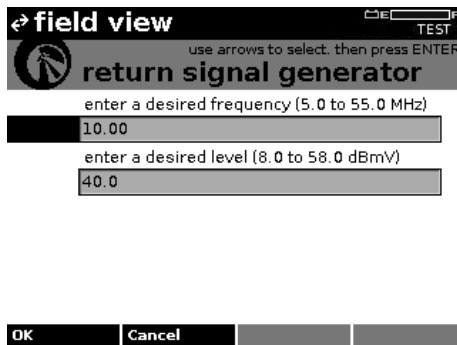 field view
E F
TEST
use arrows to select. then press ENTER
return signal generator
enter a desired frequency (5.0 to 55.0 MHz)
10.00
enter a desired level (8.0 to 58.0 dBmV)
40.0
OK Cancel